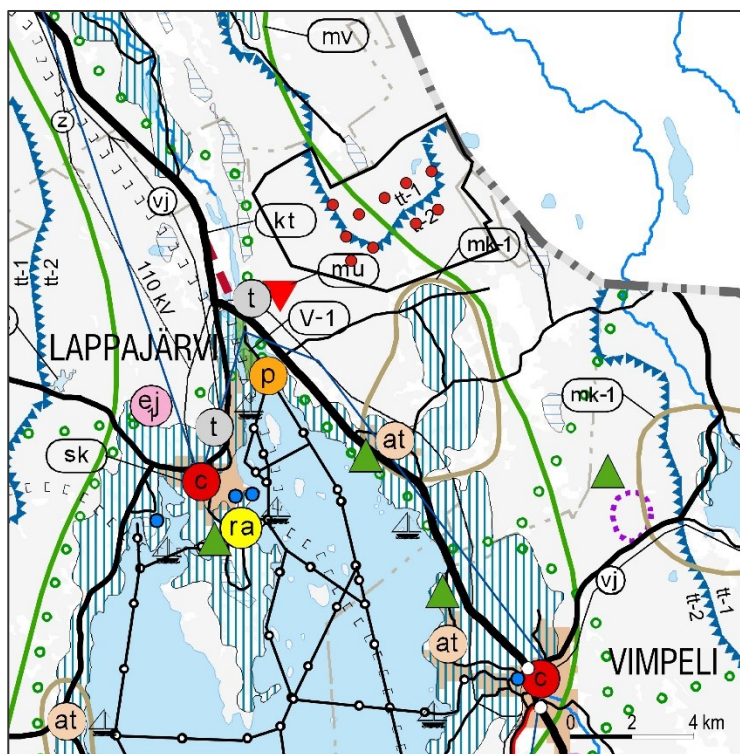 mv
z
vj
kt
tt-1
t-2
mk-1
mu
tt-1
tt-2
110 kV
t
V-1
LAPPAJÄRVI
p
ej
mk-1
t
at
sk
c
ra
vj
tt-1
tt-2
at
VIMPELI
c
at
0 2 4 km